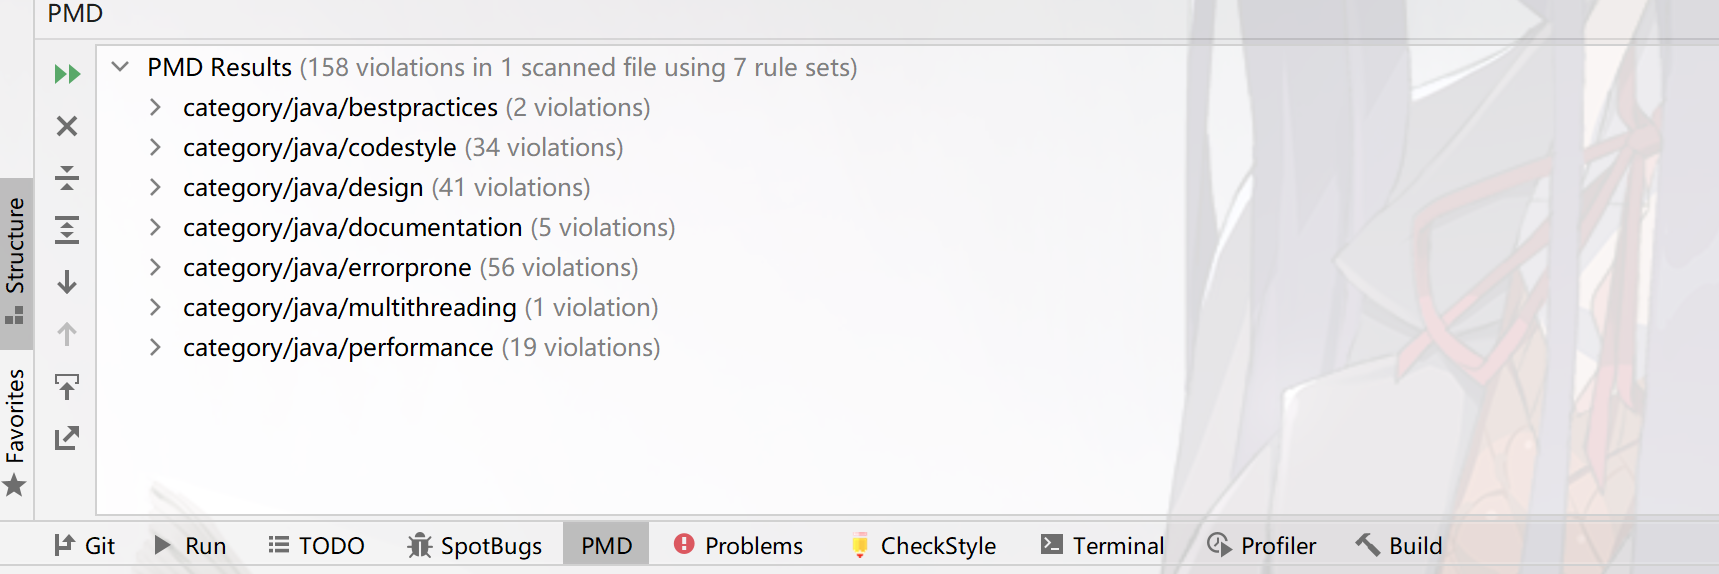 PMD
PMD Results (158 violations in 1 scanned file using 7 rule sets)
category/java/bestpractices (2 violations)
category/java/codestyle (34 violations)
category/java/design (41 violations)
category/java/documentation (5 violations)
category/java/errorprone (56 violations)
category/java/multithreading (1 violation)
category/java/performance (19 violations)
Structure
Favorites
Git Run TODO SpotBugs PMD Problems CheckStyle Terminal Profiler Build